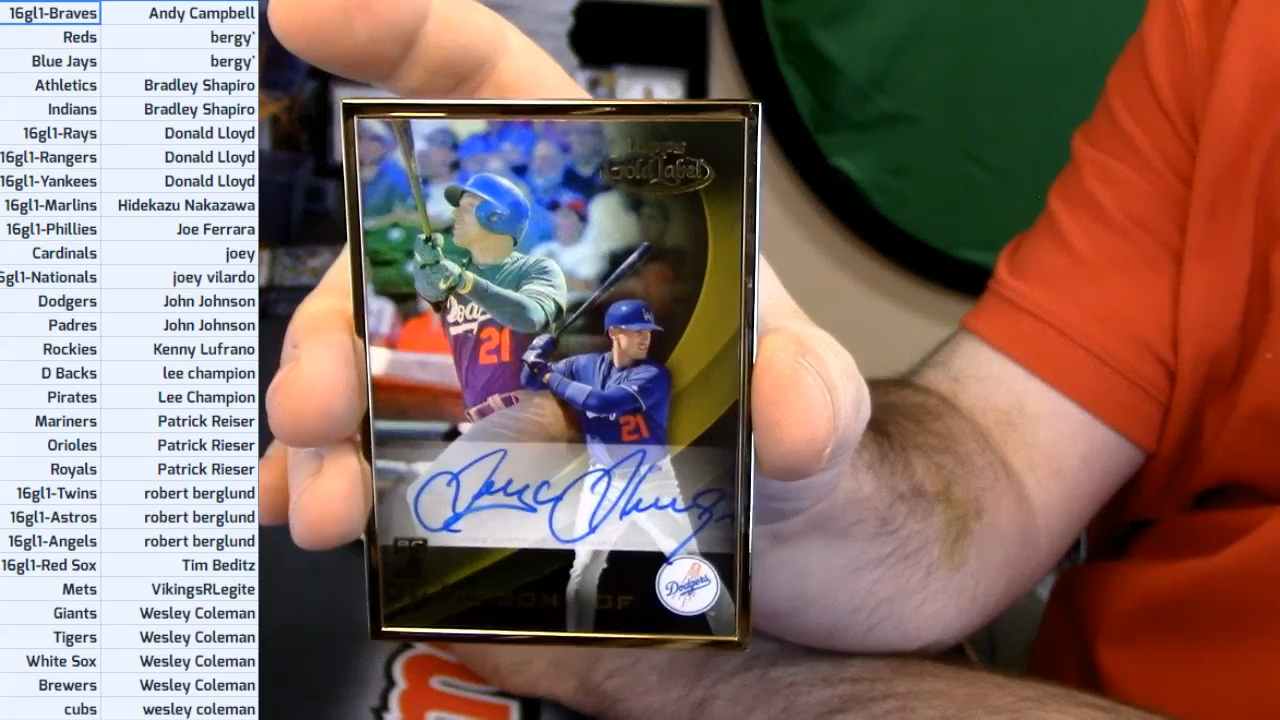 16gl1-Braves Andy Campbell
Reds bergy'
Blue Jays bergy'
Athletics Bradley Shapiro
Indians Bradley Shapiro
16gl1-Rays Donald Lloyd
16gl1-Rangers Donald Lloyd
16gl1-Yankees Donald Lloyd
16gl1-Marlins Hidekazu Nakazawa
16gl1-Phillies Joe Ferrara
Cardinals joey
6gl1-Nationals joey vilardo
Dodgers John Johnson
Padres John Johnson
Rockies Kenny Lufrano
D Backs lee champion
Pirates Lee Champion
Mariners Patrick Reiser
Orioles Patrick Rieser
Royals Patrick Rieser
16gl1-Twins robert berglund
16gl1-Astros robert berglund
16gl1-Angels robert berglund
16gl1-Red Sox Tim Beditz
Mets VikingsRLegite
Giants Wesley Coleman
Tigers Wesley Coleman
White Sox Wesley Coleman
Brewers Wesley Coleman
cubs wesley coleman
Topps
Gold Label
LA
21
21
RC
Dodgers